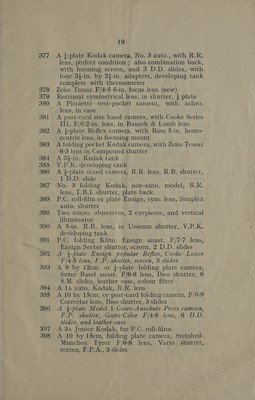 19
377 A ¼-plate Kodak camera, No. 3 auto., with R.R.
lens, perfect condition ; also combination back,
with focusing screen, and 3 D.D. slides, with
four 3¼-in. by 2¼-in. adapters, developing tank
complete with thermometer
378 Zeiss Tessar F/4·5 6-in. focus lens (new)
379 Rectimat symmetrical lens, in shutter, ½ plate
380 A Picolette vest-pocket camera, with achro.
lens, in case
381 A post-card size hand camera, with Cooke Series
III, F/6·2-in. lens, in Bausch & Lomb lens
382 A ¼-plate Reflex camera, with Ross 5-in. homo-
centric lens, in focusing mount
383 A folding pocket Kodak camera, with Zeiss Tessar
6·3 lens in Compound shutter
384 A 3½-in. Kodak tank
385 V.P.K. developing tank
386 A ½-plate stand camera, R.R. lens, R.B. shutter,
1 D.D. slide
387 No. 3 folding Kodak, non-auto. model, R.R.
lens, T.B.I. shutter, plate back
388 P.C. roll-film or plate Ensign, sym. lens, Simplex
auto. shutter
389 Two micro. objectives, 2 eyepieces, and vertical
illuminator
390 A 5-in. R.R. lens, in Unicum shutter, V.P.K.
developing tank
391 P.C. folding Klito, Ensign anast. F/7·7 lens,
Ensign Sector shutter, screen, 2 D.D. slides
392 A ¼-plate Ensign popular Reflex, Cooke Luxor
F/4·5 lens, F.P. shutter, screen, 3 slides
393 A 9 by 12cm. or ¼-plate folding plate camera,
Suter Basel anast. F/6·8 lens, Ibso shutter, 6
S.M. slides, leather case, colour filter
394 A 1A auto. Kodak, R.R. lens
395 A 10 by 15cm. or post-card folding camera, F/6·8
Correctar lens, Ibso shutter, 3 slides
396 A ¼-plate Model 1 Goerz-Anschutz Press camera,
F.P. shutter, Goerz-Celor F/4·8 lens, 6 D.D.
slides, and leather case
397 A 3A Junior Kodak, for P.C. roll-films
398 A 10 by 15cm. folding plate camera, Steinheil-
Munchen Tyrer F/6·8 lens, Vario shutter,
screen, F.P.A., 3 slides